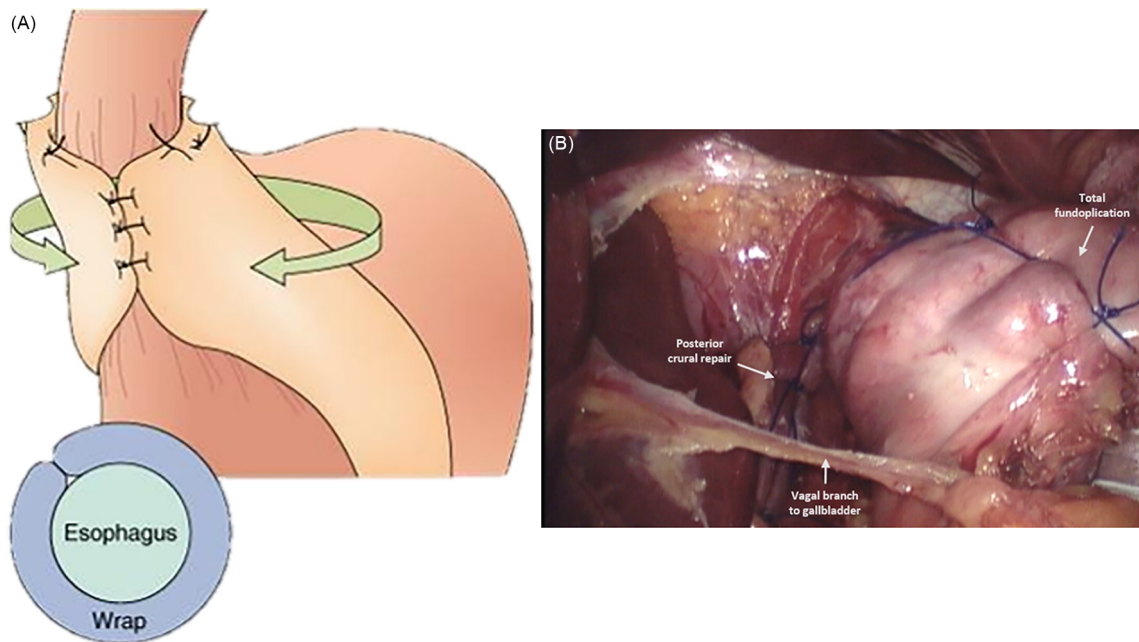 (A)
Esophagus
Wrap
(B)
Total
fundoplication
Posterior
crural repair
Vagal branch
to gallbladder